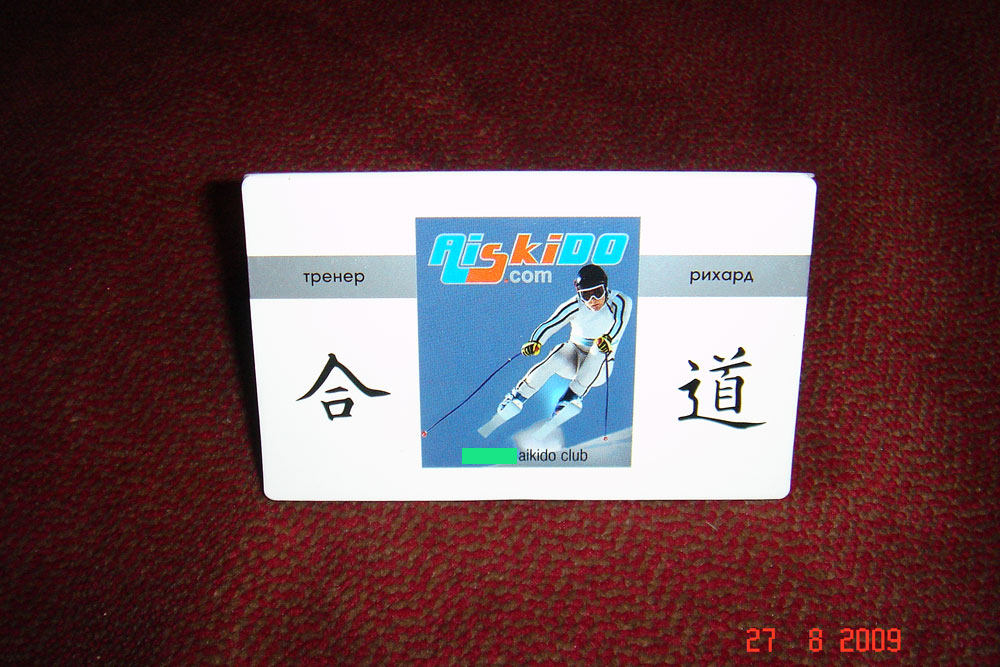 AiskiDO
.com
тренер
рихард
合
道
aikido club
27 8 2009